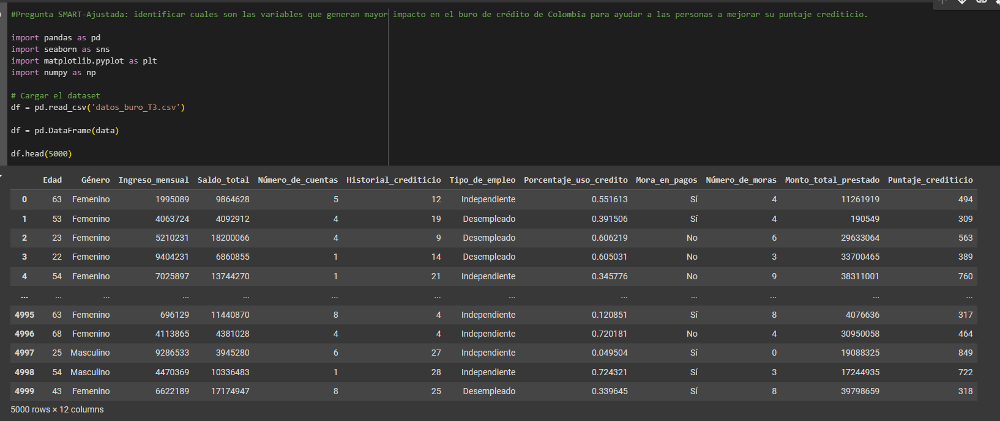 #Pregunta SMART-Ajustada: identificar cuales son las variables que generan mayor impacto en el buro de crédito de Colombia para ayudar a las personas a mejorar su puntaje crediticio.
import pandas as pd
import seaborn as sns
import matplotlib.pyplot as plt
import numpy as np
# Cargar el dataset
df = pd.read_csv('datos_buro_T3.csv')
df = pd.DataFrame(data)
df.head(5000)
Edad Género Ingreso_mensual Saldo_total Número_de_cuentas Historial_crediticio Tipo_de_empleo Porcentaje_uso_credito Mora_en_pagos Número_de_moras Monto_total_prestado Puntaje_crediticio
0 63 Femenino 1995089 9864628 5 12 Independiente 0.551613 Sí 4 11261919 494
1 53 Femenino 4063724 4092912 4 19 Desempleado 0.391506 Sí 4 190549 309
2 23 Femenino 5210231 18200066 4 9 Desempleado 0.606219 No 6 29633064 563
3 22 Femenino 9404231 6860855 1 14 Desempleado 0.605031 No 3 33700465 389
4 54 Femenino 7025897 13744270 1 21 Independiente 0.345776 No 9 38311001 760
... ... ... ... ... ... ... ... ... ... ... ... ...
4995 63 Femenino 696129 11440870 8 4 Independiente 0.120851 Sí 8 4076636 317
4996 68 Femenino 4113865 4381028 4 4 Independiente 0.720181 No 4 30950058 464
4997 25 Masculino 9286533 3945280 6 27 Independiente 0.049504 Sí 0 19088325 849
4998 54 Masculino 4470369 10336483 1 28 Independiente 0.724321 Sí 3 17244935 722
4999 43 Femenino 6622189 17174947 8 25 Desempleado 0.339645 Sí 8 39798659 318
5000 rows × 12 columns